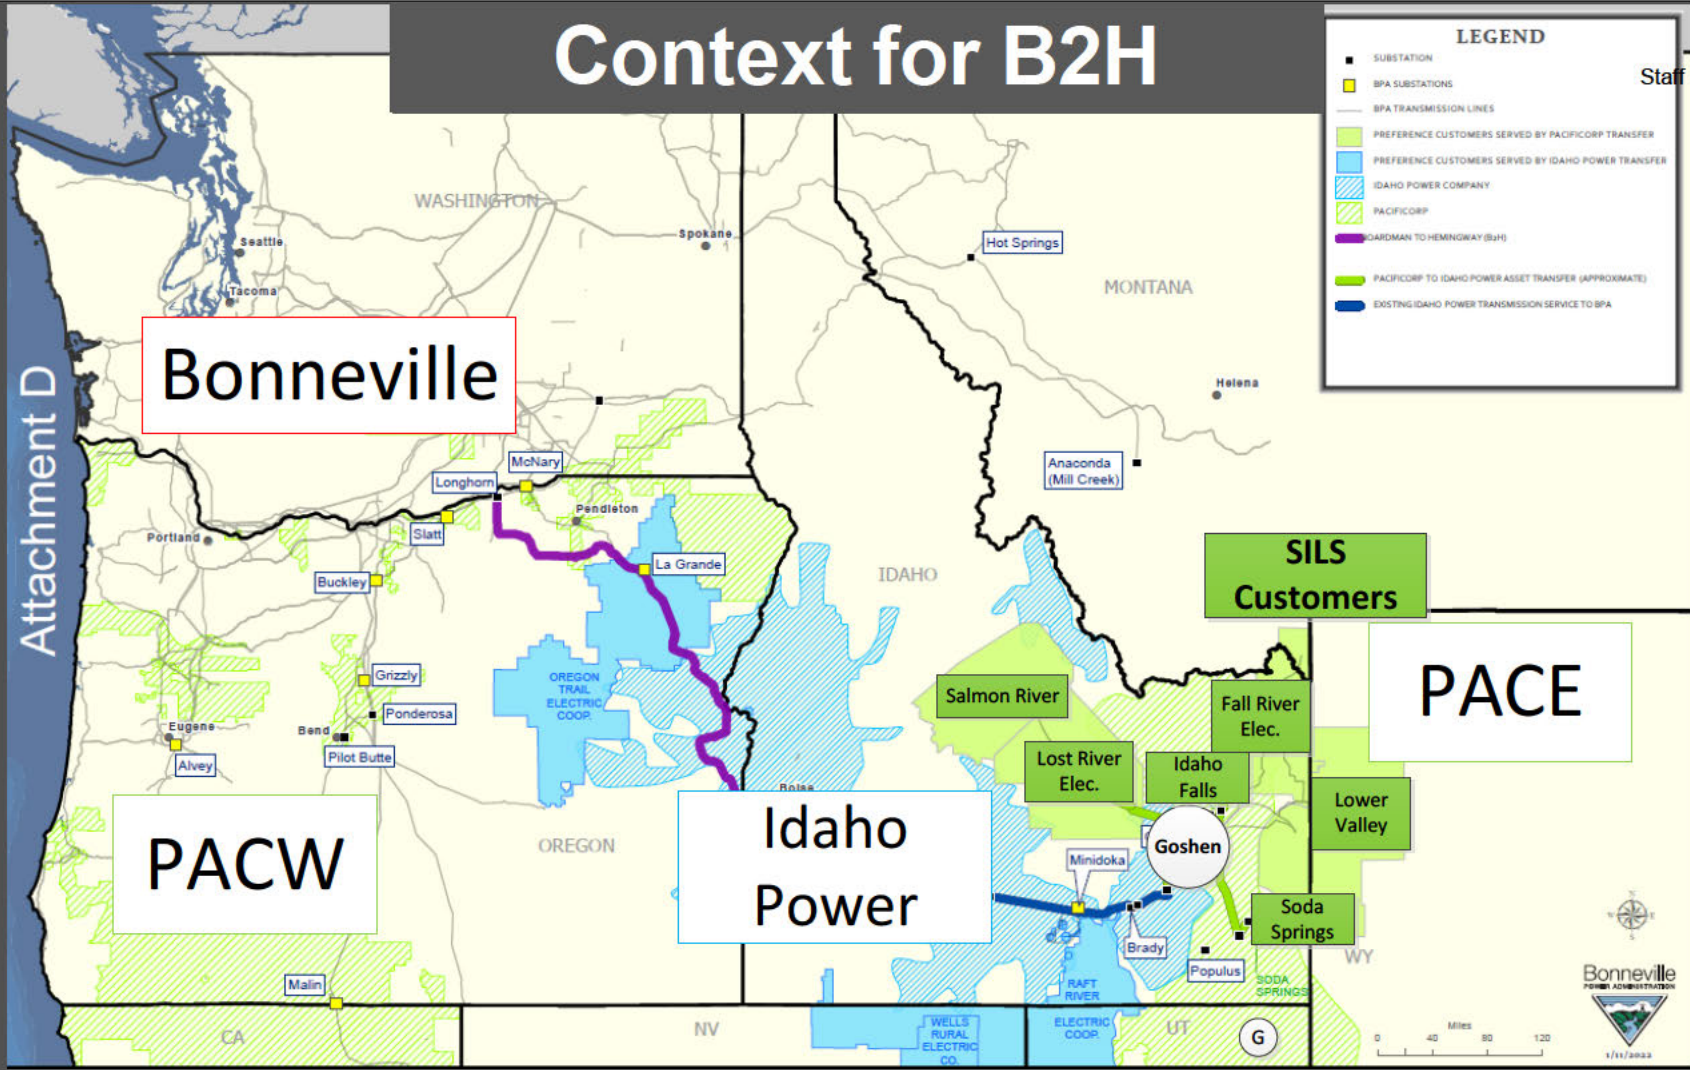 Context for B2H
Staff
LEGEND
SUBSTATION
BPA SUBSTATIONS
BPA TRANSMISSION LINES
PREFERENCE CUSTOMERS SERVED BY PACIFICORP TRANSFER
PREFERENCE CUSTOMERS SERVED BY IDAHO POWER TRANSFER
IDAHO POWER COMPANY
PACIFICORP
BOARDMAN TO HEMINGWAY (B2H)
PACIFICORP TO IDAHO POWER ASSET TRANSFER (APPROXIMATE)
EXISTING IDAHO POWER TRANSMISSION SERVICE TO BPA
Attachment D
WASHINGTON
Seattle
Spokane
Hot Springs
Tacoma
MONTANA
Bonneville
Helena
McNary
Anaconda
(Mill Creek)
Longhorn
Pendleton
Slatt
Portland
La Grande
Buckley
IDAHO
SILS
Customers
PACE
Grizzly
OREGON
TRAIL
ELECTRIC
COOP.
Salmon River
Fall River
Elec.
Ponderosa
Eugene
Bend
Alvey
Pilot Butte
Lost River
Elec.
Idaho
Falls
Boise
Lower
Valley
PACW
OREGON
Idaho
Power
Goshen
Minidoka
Soda
Springs
Brady
WY
Populus
Malin
RAFT
RIVER
ELECTRIC
COOP.
SODA
SPRINGS
CA
NV
WELLS
RURAL
ELECTRIC
CO.
UT
G
N
W
E
S
Miles
0 40 80 120
Bonneville
POWER ADMINISTRATION
1/11/2022